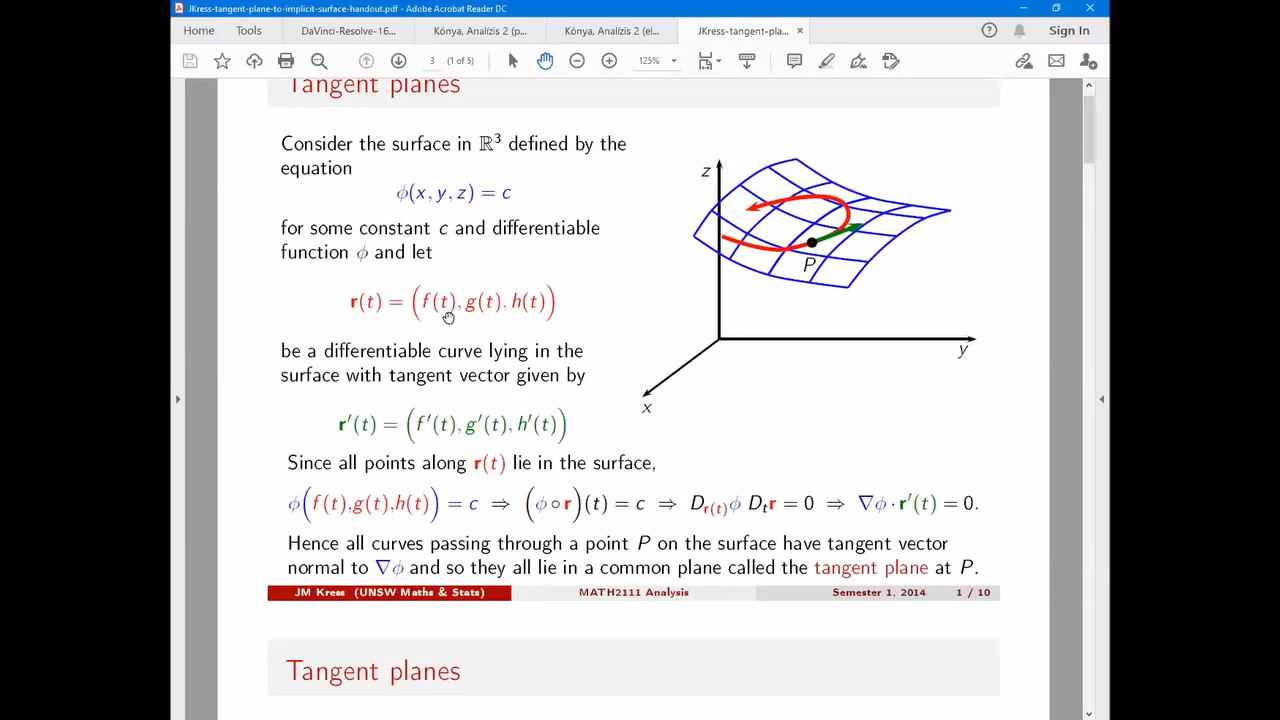 JKress-tangent-plane-to-implicit-surface-handout.pdf - Adobe Acrobat Reader DC
Home Tools DaVinci-Resolve-16... Kónya, Analízis 2 (p... Kónya, Analízis 2 (el... JKress-tangent-pla... × Sign In
3 (1 of 5) 125%
Tangent planes
Consider the surface in ℝ³ defined by the
equation
ϕ(x, y, z) = c
for some constant c and differentiable
function ϕ and let
r(t) = (f(t), g(t), h(t))
be a differentiable curve lying in the
surface with tangent vector given by
r′(t) = (f′(t), g′(t), h′(t))
z
P
y
x
Since all points along r(t) lie in the surface,
ϕ(f(t),g(t),h(t)) = c ⇒ (ϕ∘r)(t) = c ⇒ D_{r(t)}ϕ D_t r = 0 ⇒ ∇ϕ·r′(t) = 0.
Hence all curves passing through a point P on the surface have tangent vector
normal to ∇ϕ and so they all lie in a common plane called the tangent plane at P.
JM Kress (UNSW Maths & Stats) MATH2111 Analysis Semester 1, 2014 1 / 10
Tangent planes